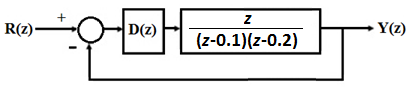 R(z) + − D(z) z Y(z)
(z-0.1)(z-0.2)